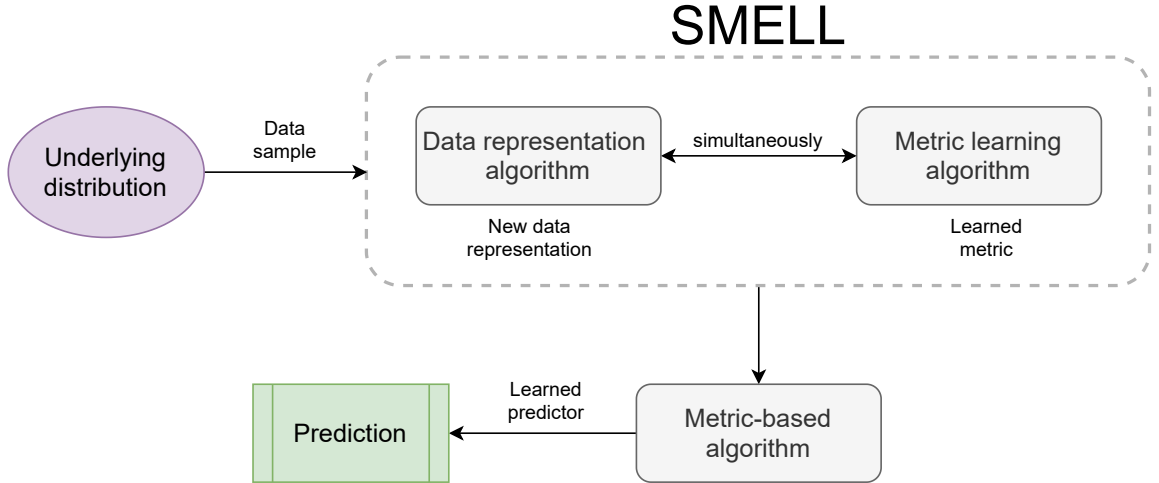 SMELL
Underlying
distribution
Data
sample
Data representation
algorithm
simultaneously
Metric learning
algorithm
New data
representation
Learned
metric
Prediction
Learned
predictor
Metric-based
algorithm